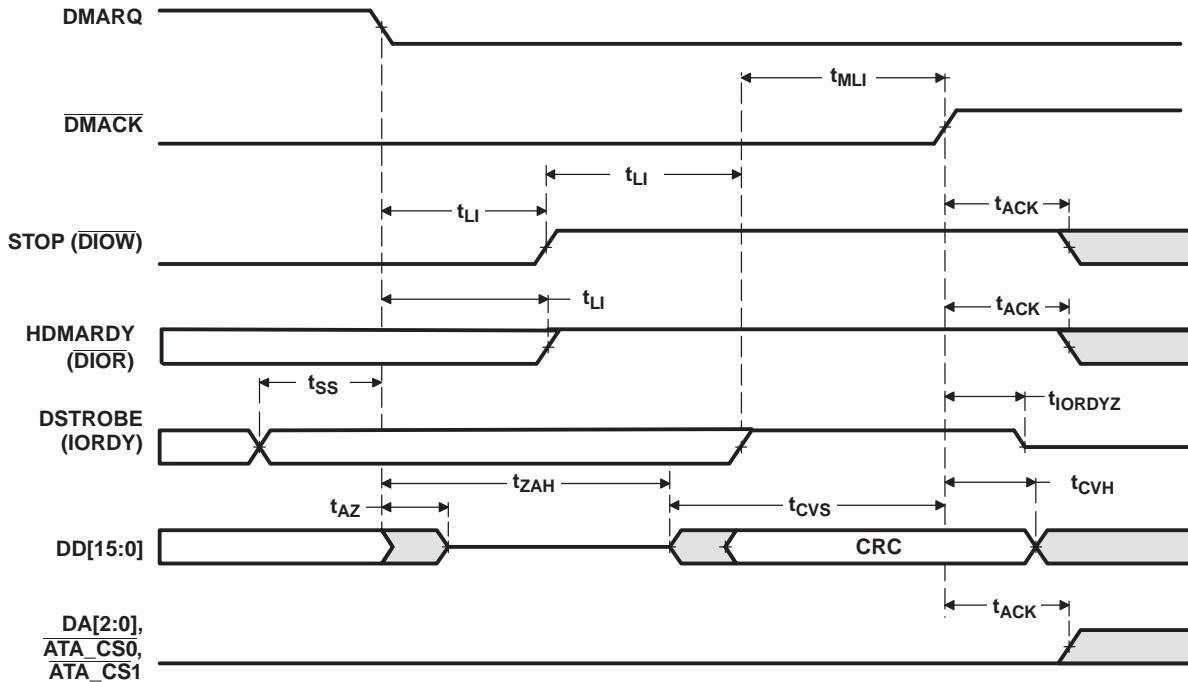 DMARQ
tMLI
DMACK
tLI
tLI
tACK
STOP (DIOW)
tLI
tACK
HDMARDY
(DIOR)
tSS
tIORDYZ
DSTROBE
(IORDY)
tZAH
tCVH
tAZ
tCVS
DD[15:0]
CRC
tACK
DA[2:0],
ATA_CS0,
ATA_CS1